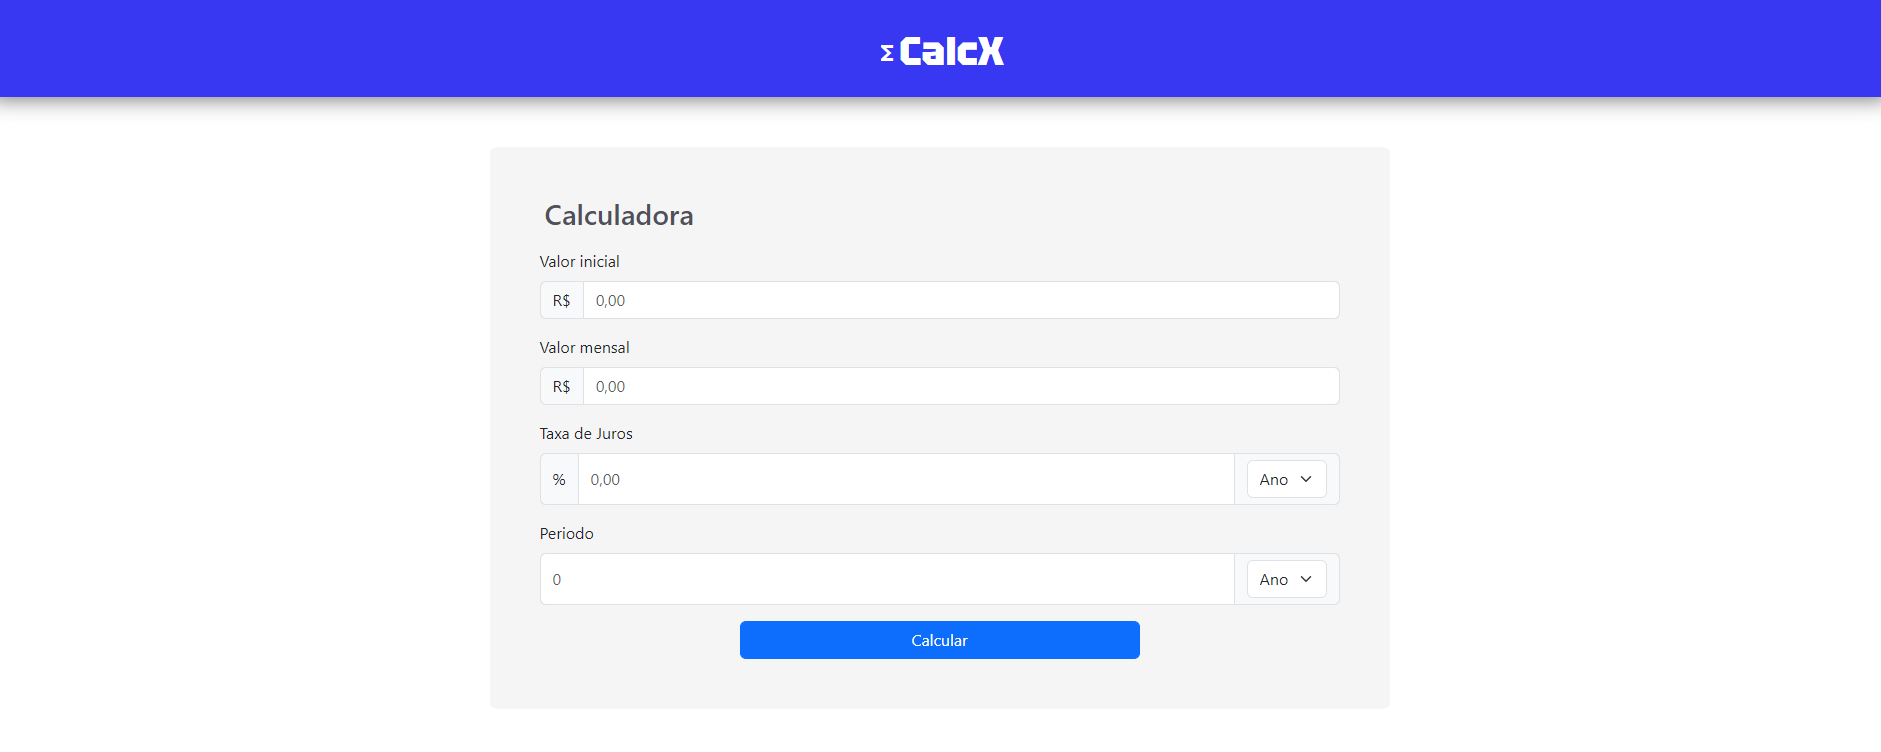 Σ CalcX
Calculadora
Valor inicial
R$ 0,00
Valor mensal
R$ 0,00
Taxa de Juros
% 0,00 Ano
Periodo
0 Ano
Calcular